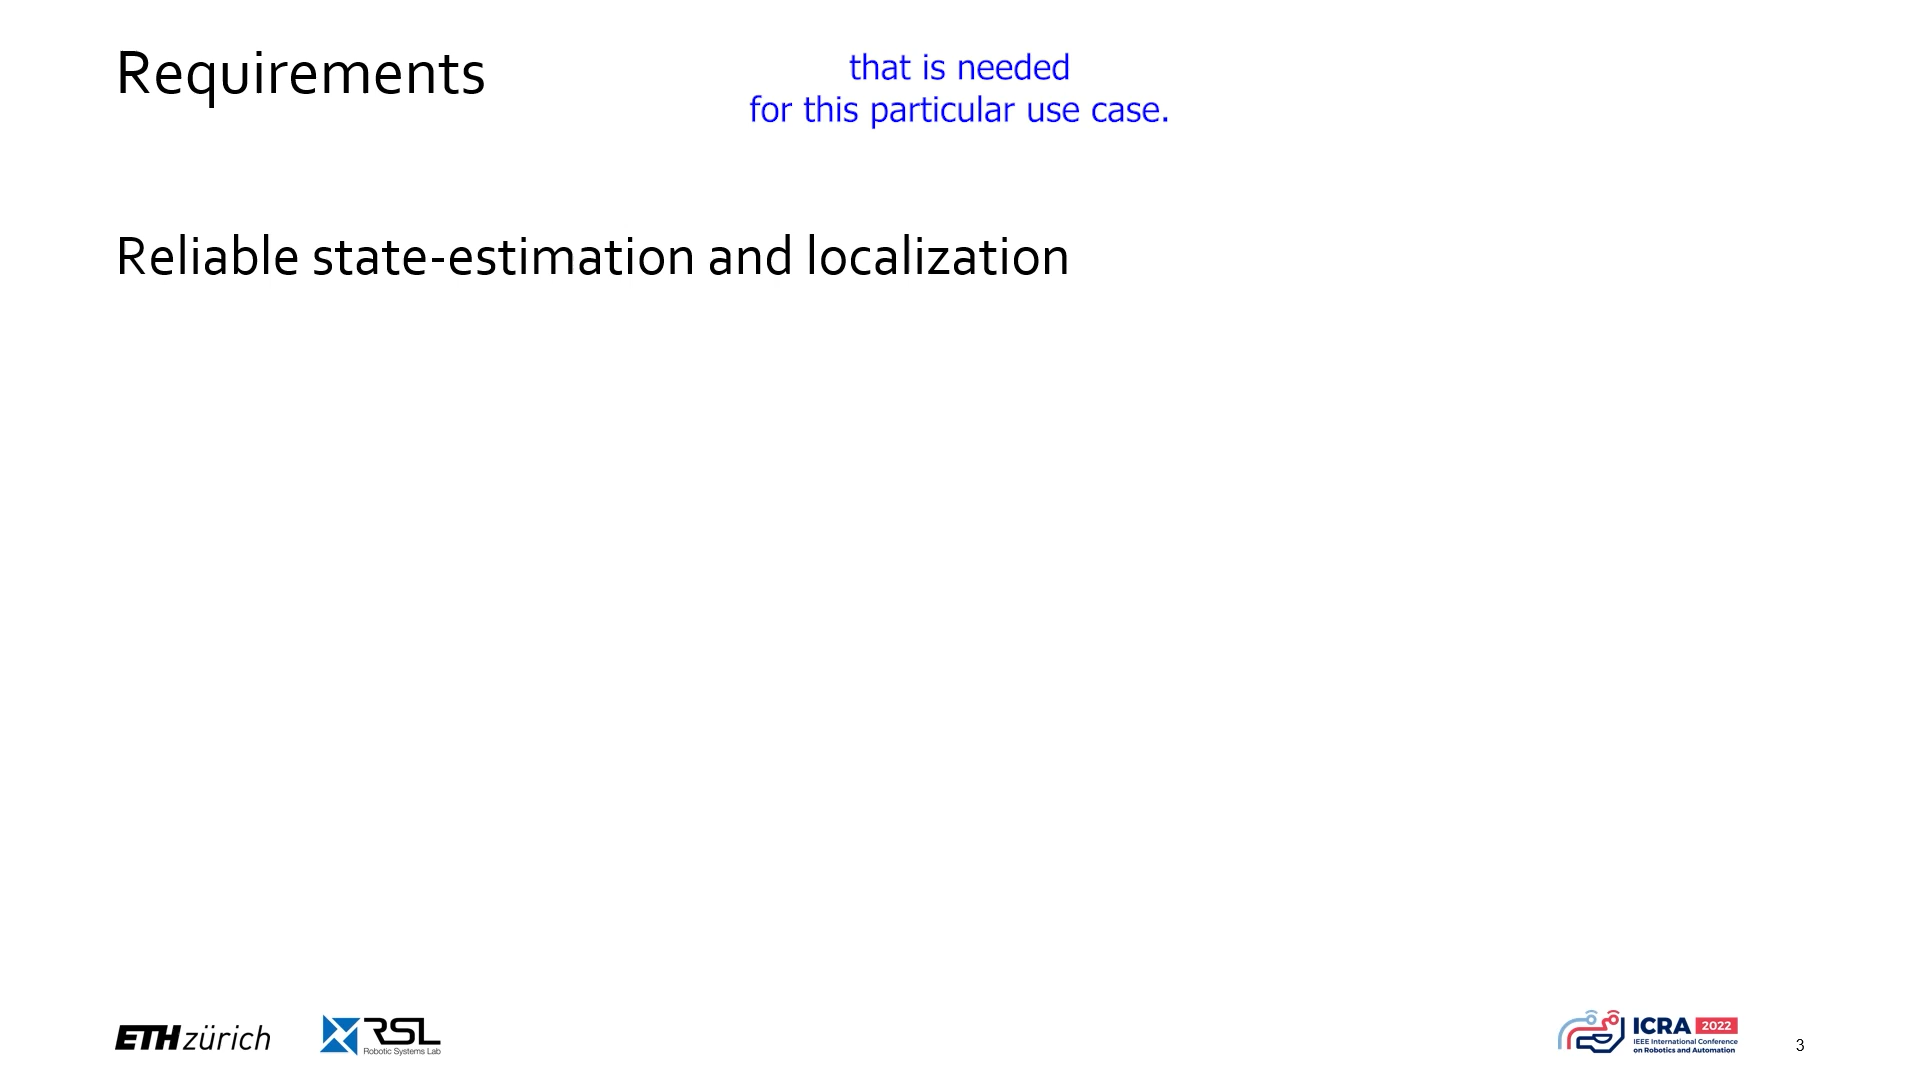 Requirements
that is needed
for this particular use case.
Reliable state-estimation and localization
ETH zürich
RSL
Robotic Systems Lab
ICRA 2022
IEEE International Conference
on Robotics and Automation
3